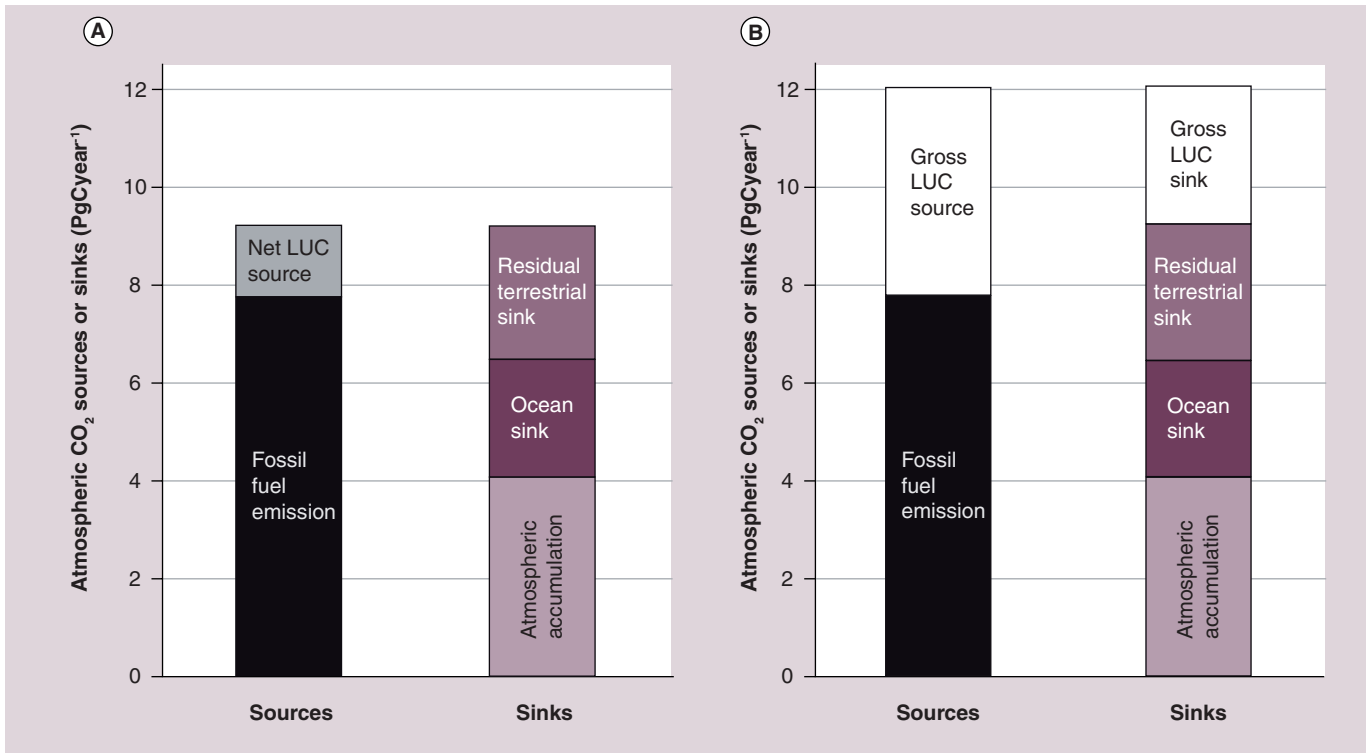 A
Atmospheric CO2 sources or sinks (PgCyear-1)
12
10
8
6
4
2
0
Net LUC
source
Fossil
fuel
emission
Residual
terrestrial
sink
Ocean
sink
Atmospheric
accumulation
Sources
Sinks
B
Atmospheric CO2 sources or sinks (PgCyear-1)
12
10
8
6
4
2
0
Gross
LUC
source
Fossil
fuel
emission
Gross
LUC
sink
Residual
terrestrial
sink
Ocean
sink
Atmospheric
accumulation
Sources
Sinks